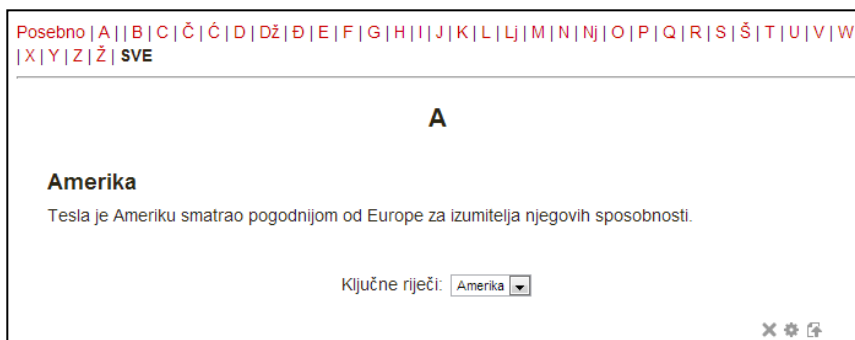 Posebno | A | | B | C | Č | Ć | D | Dž | Đ | E | F | G | H | I | J | K | L | Lj | M | N | Nj | O | P | Q | R | S | Š | T | U | V | W
| X | Y | Z | Ž | SVE
A
Amerika
Tesla je Ameriku smatrao pogodnijom od Europe za izumitelja njegovih sposobnosti.
Ključne riječi: Amerika